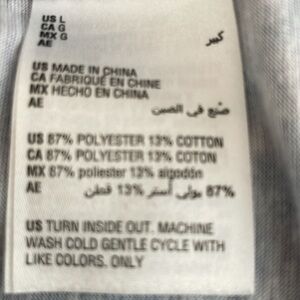 US L
CA G
MX G
AE كبير
US MADE IN CHINA
CA FABRIQUÉ EN CHINE
MX HECHO EN CHINA
AE
صنع في الصين
US 87% POLYESTER 13% COTTON
CA 87% POLYESTER 13% COTON
MX 87% poliester 13% algodón
AE 87% بولي أستر 13% قطن
US TURN INSIDE OUT. MACHINE
WASH COLD GENTLE CYCLE WITH
LIKE COLORS. ONLY